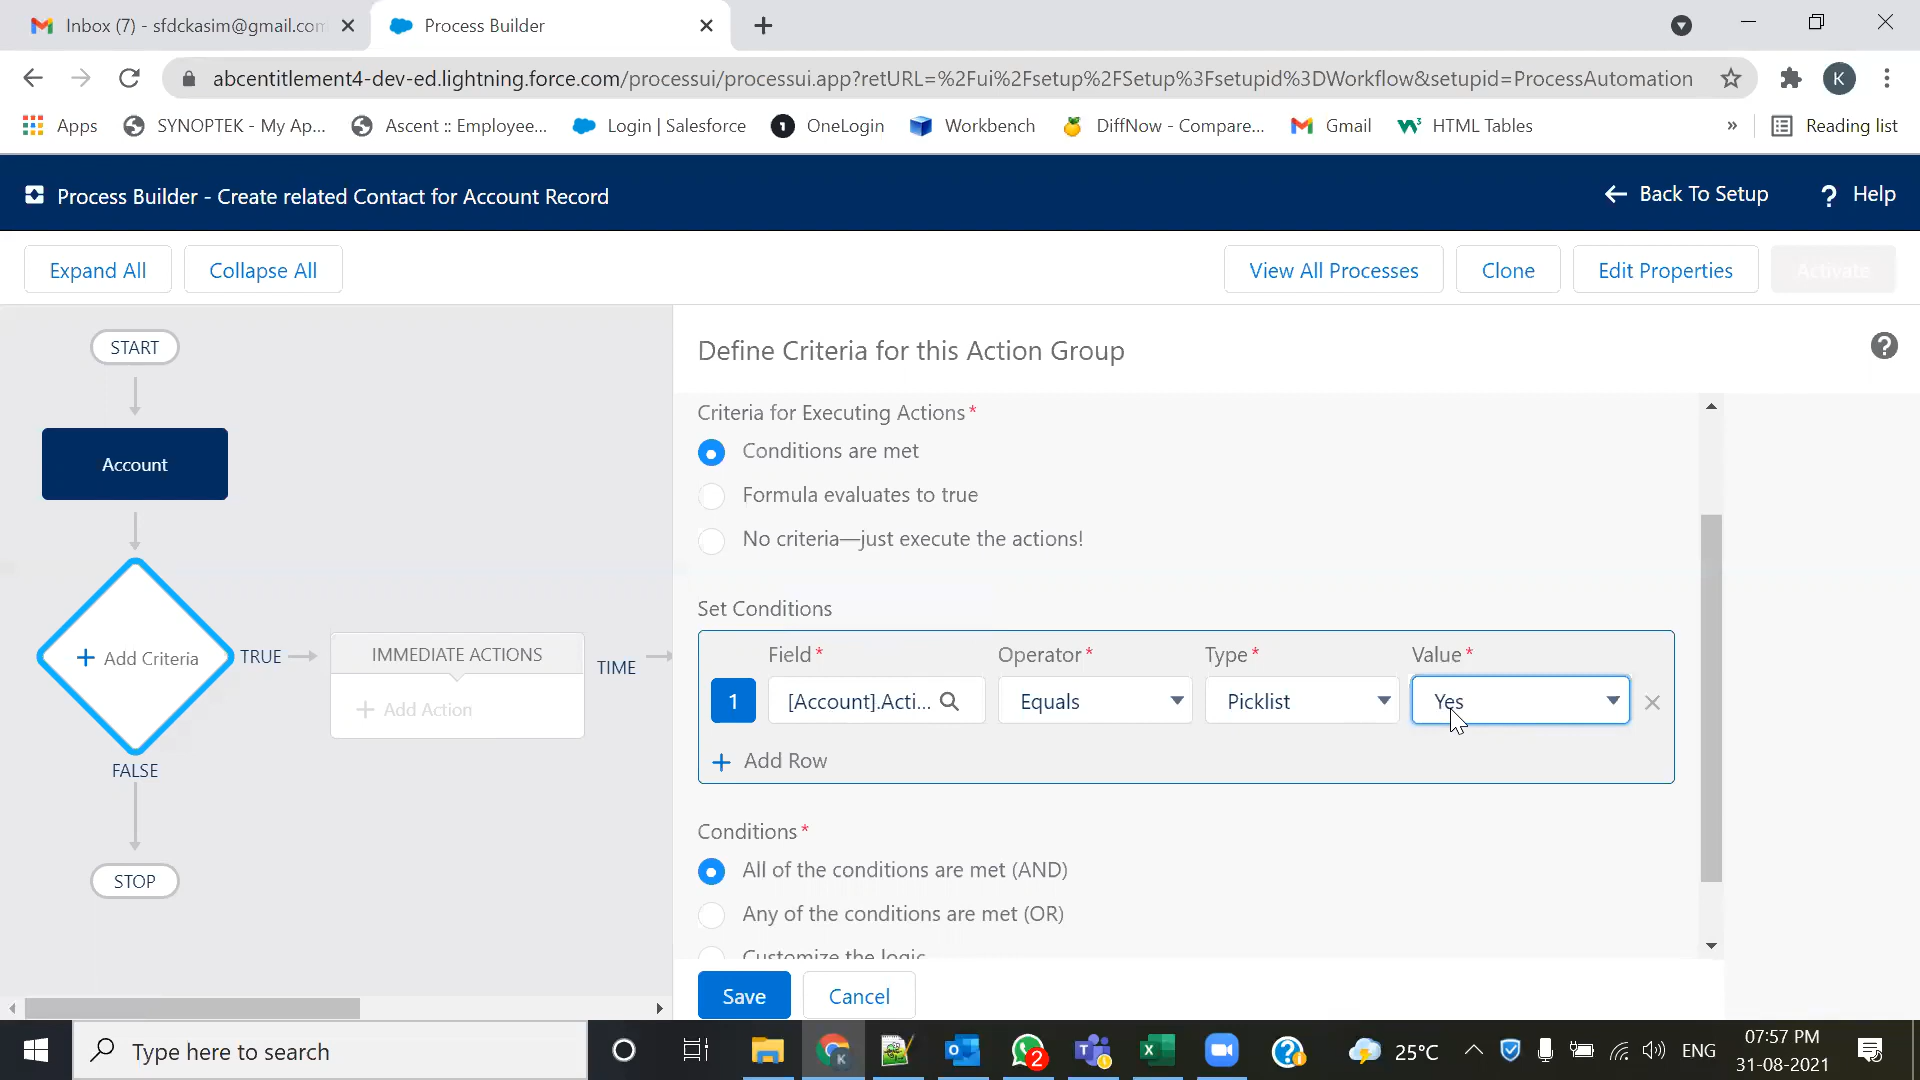 Inbox (7) - sfdckasim@gmail.com
Process Builder
abcentitlement4-dev-ed.lightning.force.com/processui/processui.app?retURL=%2Fui%2Fsetup%2FSetup%3Fsetupid%3DWorkflow&setupid=ProcessAutomation
K
Apps
SYNOPTEK - My Ap...
Ascent :: Employee...
Login | Salesforce
OneLogin
Workbench
DiffNow - Compare...
Gmail
HTML Tables
»
Reading list
Process Builder - Create related Contact for Account Record
Back To Setup
? Help
Expand All
Collapse All
View All Processes
Clone
Edit Properties
Activate
START
Account
+ Add Criteria
TRUE
IMMEDIATE ACTIONS
+ Add Action
TIME
FALSE
STOP
Define Criteria for this Action Group
Criteria for Executing Actions*
Conditions are met
Formula evaluates to true
No criteria—just execute the actions!
Set Conditions
Field*
Operator*
Type*
Value*
1
[Account].Acti...
Equals
Picklist
Yes
+ Add Row
Conditions*
All of the conditions are met (AND)
Any of the conditions are met (OR)
Customize the logic
Save
Cancel
Type here to search
2
25°C
ENG
07:57 PM
31-08-2021